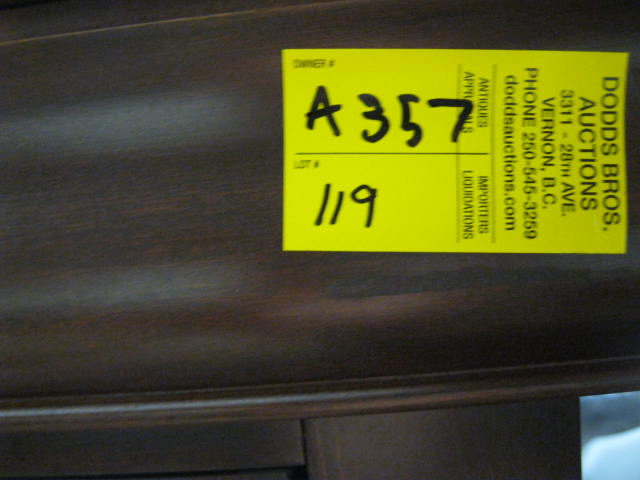 DODDS BROS.
AUCTIONS
3311 - 28TH AVE.
VERNON, B.C.
PHONE 250-545-3259
doddsauctions.com
ANTIQUES IMPORTERS
APPRAISALS LIQUIDATIONS
OWNER #
A357
LOT #
119